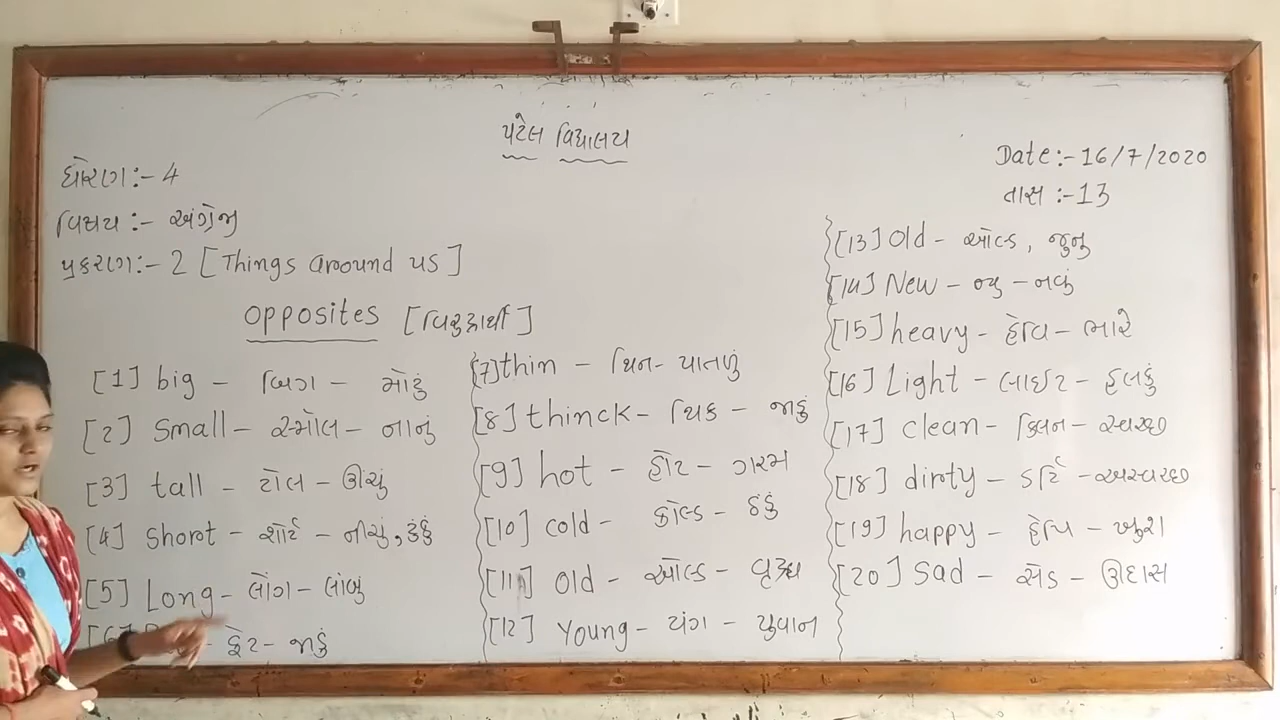 પટેલ વિદ્યાલય
Date:-16/7/2020
ધોરણ:-4
તાસ :-13
વિષય :- અંગ્રેજી
પ્રકરણ:-2 [Things around us]
opposites [વિરુદ્ધાર્થી]
[1] big - બિગ - મોટું
[2] Small - સ્મોલ - નાનું
[3] tall - ટોલ - ઊંચું
[4] Short - શોર્ટ - નીચું, ટૂંકું
[5] Long - લોંગ - લાંબુ
[6] - ફેટ - જાડું
[7] thin - થિન - પાતળું
[8] thinck - થિક - જાડું
[9] hot - હોટ - ગરમ
[10] cold - કોલ્ડ - ઠંડું
[11] old - ઓલ્ડ - વૃદ્ધ
[12] Young - યંગ - યુવાન
[13] Old - ઓલ્ડ, જુનુ
[14] New - ન્યુ - નવું
[15] heavy - હેવિ - ભારે
[16] Light - લાઈટ - હલકું
[17] clean - ક્લિન - સ્વચ્છ
[18] dirty - ડર્ટિ - અસ્વચ્છ
[19] happy - હેપિ - ખુશ
[20] Sad - સેડ - ઊદાસ